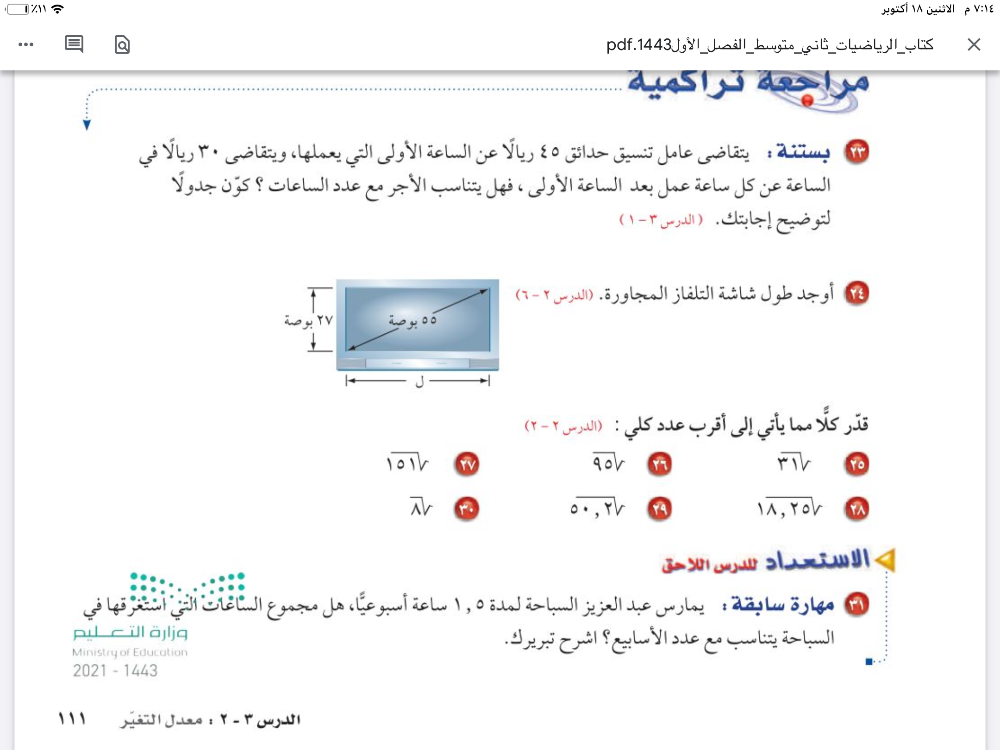 ٧:١٤ م الاثنين ١٨ أكتوبر
٪١١
كتاب_الرياضيات_ثاني_متوسط_الفصل_الأول1443.pdf
مراجعة تراكمية
٢٣ بستنة : يتقاضى عامل تنسيق حدائق ٤٥ ريالًا عن الساعة الأولى التي يعملها، ويتقاضى ٣٠ ريالًا في
الساعة عن كل ساعة عمل بعد الساعة الأولى ، فهل يتناسب الأجر مع عدد الساعات ؟ كوّن جدولًا
لتوضيح إجابتك. (الدرس ٣ – ١)
٢٤ أوجد طول شاشة التلفاز المجاورة. (الدرس ٢ – ٦)
٥٥ بوصة
٢٧ بوصة
ل
قدّر كلًّا مما يأتي إلى أقرب عدد كلي : (الدرس ٢ – ٢)
٢٥ √٣١ ٢٦ √٩٥ ٢٧ √١٥١
٢٨ √١٨,٢٥ ٢٩ √٥٠,٢ ٣٠ √٨
الاستعداد للدرس اللاحق
٣١ مهارة سابقة : يمارس عبد العزيز السباحة لمدة ١,٥ ساعة أسبوعيًّا، هل مجموع الساعات التي استغرقها في
السباحة يتناسب مع عدد الأسابيع؟ اشرح تبريرك.
وزارة التعليم
Ministry of Education
2021 - 1443
الدرس ٣ - ٢ : معدل التغيّر ١١١